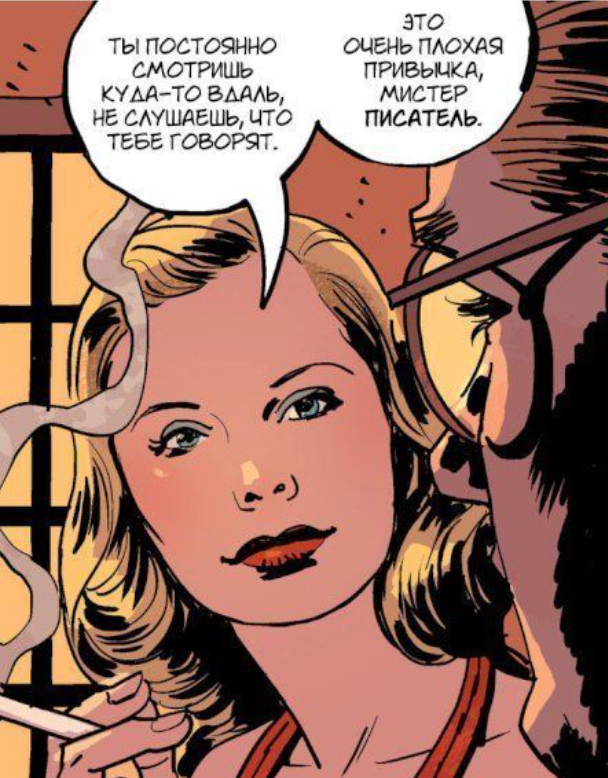 ТЫ ПОСТОЯННО
СМОТРИШЬ
КУДА-ТО ВДАЛЬ,
НЕ СЛУШАЕШЬ, ЧТО
ТЕБЕ ГОВОРЯТ.
ЭТО
ОЧЕНЬ ПЛОХАЯ
ПРИВЫЧКА,
МИСТЕР
ПИСАТЕЛЬ.